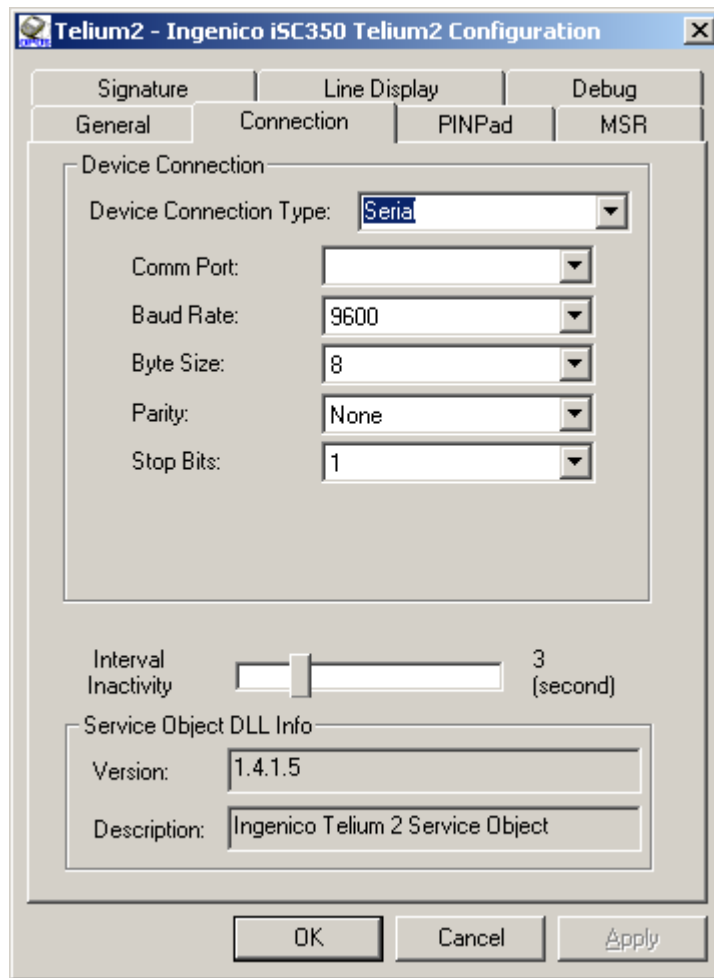 Telium2 - Ingenico iSC350 Telium2 Configuration
Signature Line Display Debug
General Connection PINPad MSR
Device Connection
Device Connection Type: Serial
Comm Port:
Baud Rate: 9600
Byte Size: 8
Parity: None
Stop Bits: 1
Interval Inactivity 3 (second)
Service Object DLL Info
Version: 1.4.1.5
Description: Ingenico Telium 2 Service Object
OK Cancel Apply